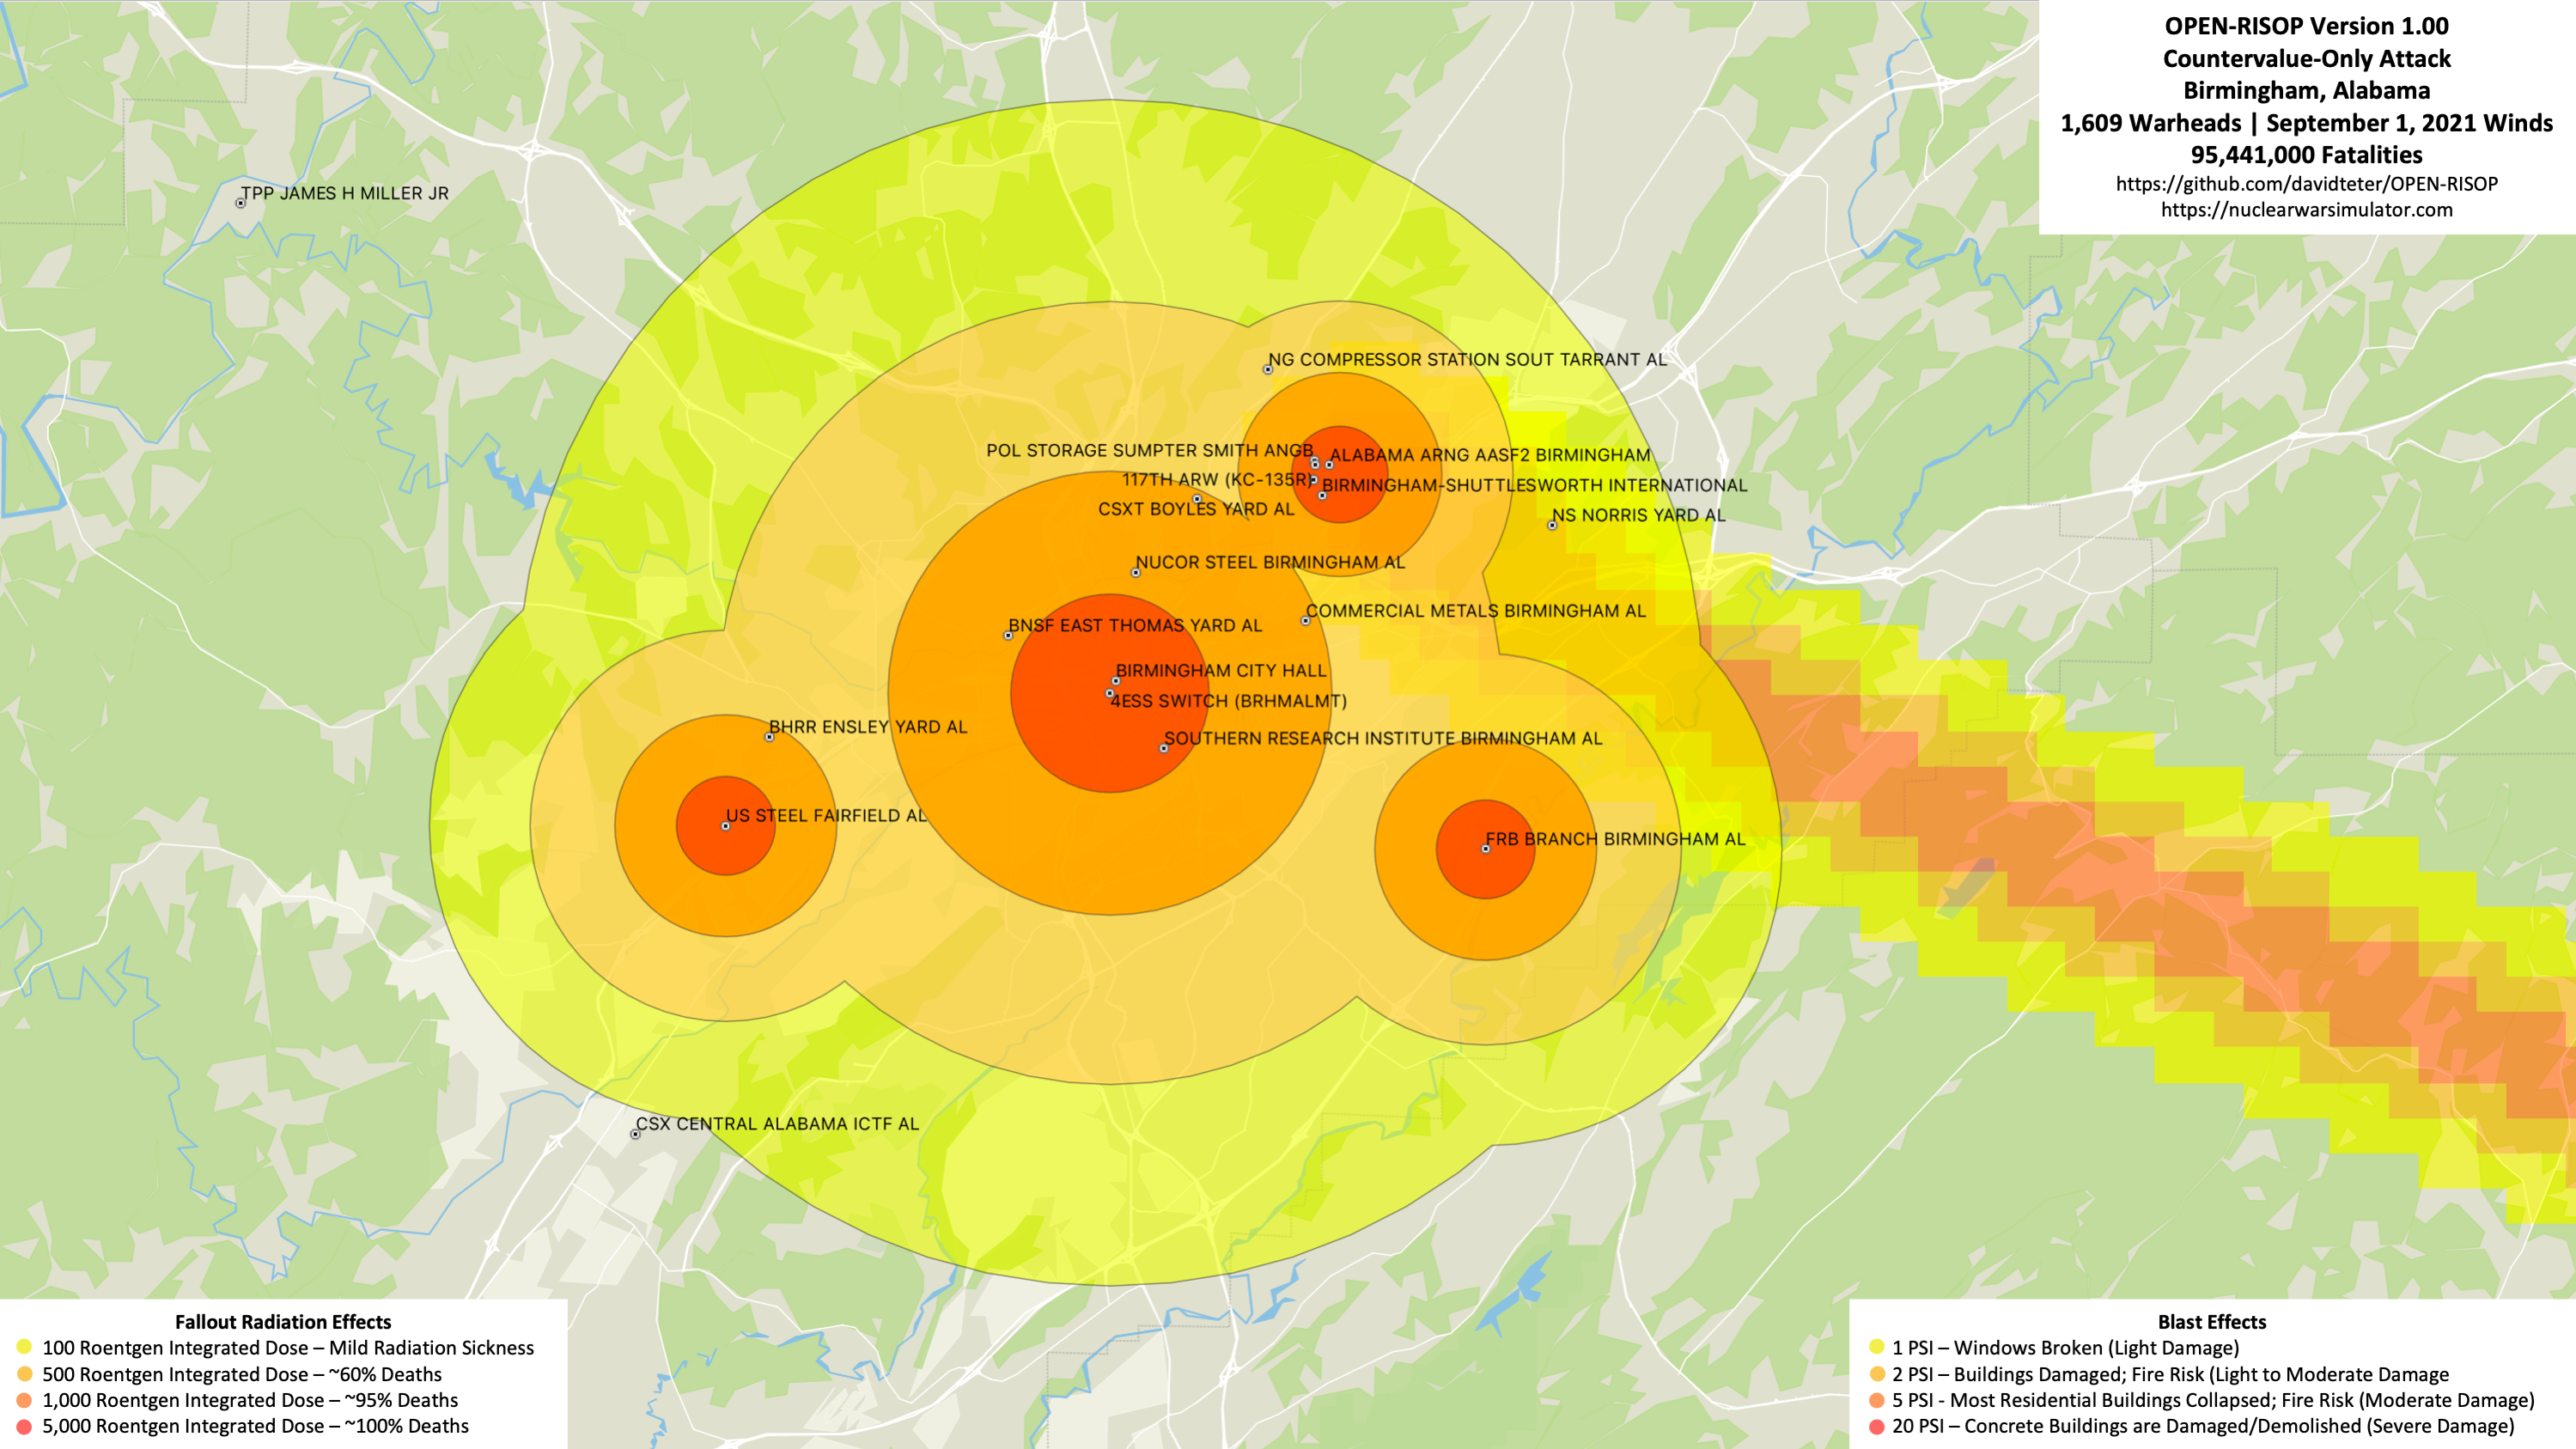 OPEN-RISOP Version 1.00
Countervalue-Only Attack
Birmingham, Alabama
1,609 Warheads | September 1, 2021 Winds
95,441,000 Fatalities
https://github.com/davidteter/OPEN-RISOP
https://nuclearwarsimulator.com
TPP JAMES H MILLER JR
NG COMPRESSOR STATION SOUT TARRANT AL
POL STORAGE SUMPTER SMITH ANGB
ALABAMA ARNG AASF2 BIRMINGHAM
117TH ARW (KC-135R)
BIRMINGHAM-SHUTTLESWORTH INTERNATIONAL
CSXT BOYLES YARD AL
NS NORRIS YARD AL
NUCOR STEEL BIRMINGHAM AL
COMMERCIAL METALS BIRMINGHAM AL
BNSF EAST THOMAS YARD AL
BIRMINGHAM CITY HALL
4ESS SWITCH (BRHMALMT)
BHRR ENSLEY YARD AL
SOUTHERN RESEARCH INSTITUTE BIRMINGHAM AL
US STEEL FAIRFIELD AL
FRB BRANCH BIRMINGHAM AL
CSX CENTRAL ALABAMA ICTF AL
Fallout Radiation Effects
100 Roentgen Integrated Dose – Mild Radiation Sickness
500 Roentgen Integrated Dose – ~60% Deaths
1,000 Roentgen Integrated Dose – ~95% Deaths
5,000 Roentgen Integrated Dose – ~100% Deaths
Blast Effects
1 PSI – Windows Broken (Light Damage)
2 PSI – Buildings Damaged; Fire Risk (Light to Moderate Damage
5 PSI - Most Residential Buildings Collapsed; Fire Risk (Moderate Damage)
20 PSI – Concrete Buildings are Damaged/Demolished (Severe Damage)